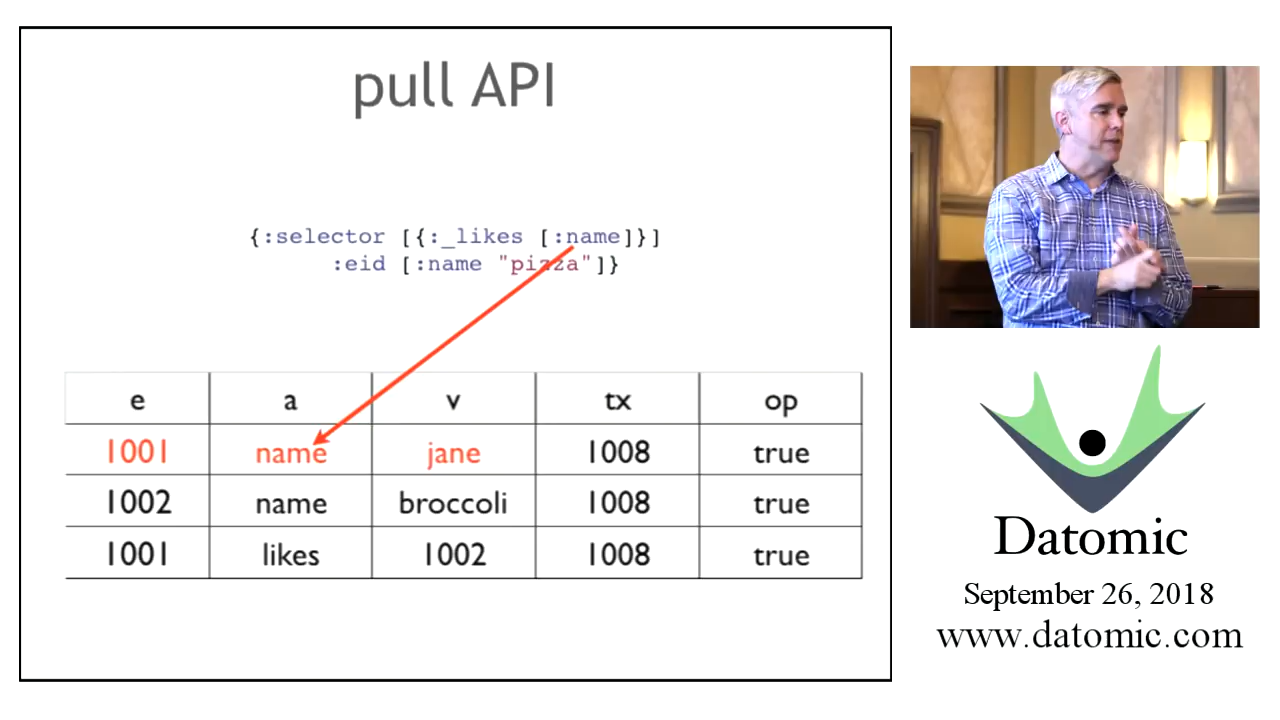 pull API
{:selector [{:_likes [:name]}]
:eid [:name "pizza"]}
e a v tx op
1001 name jane 1008 true
1002 name broccoli 1008 true
1001 likes 1002 1008 true
Datomic
September 26, 2018
www.datomic.com